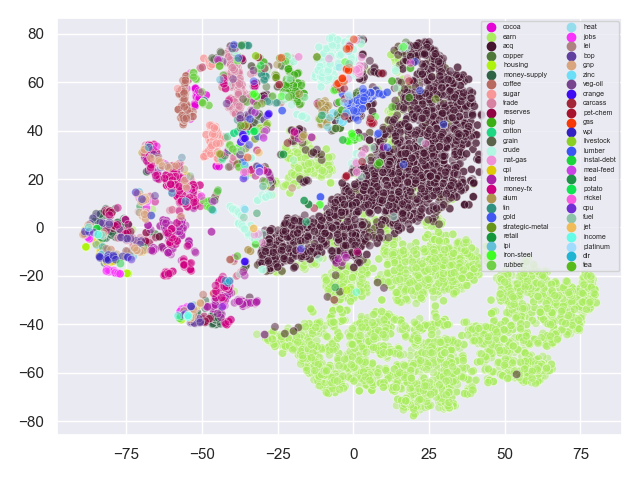 80
60
40
20
0
−20
−40
−60
−80
−75
−50
−25
0
25
50
75
cocoa
earn
acq
copper
housing
money-supply
coffee
sugar
trade
reserves
ship
cotton
grain
crude
nat-gas
cpi
interest
money-fx
alum
tin
gold
strategic-metal
retail
ipi
iron-steel
rubber
heat
jobs
lei
bop
gnp
zinc
veg-oil
orange
carcass
pet-chem
gas
wpi
livestock
lumber
instal-debt
meal-feed
lead
potato
nickel
cpu
fuel
jet
income
platinum
dlr
tea